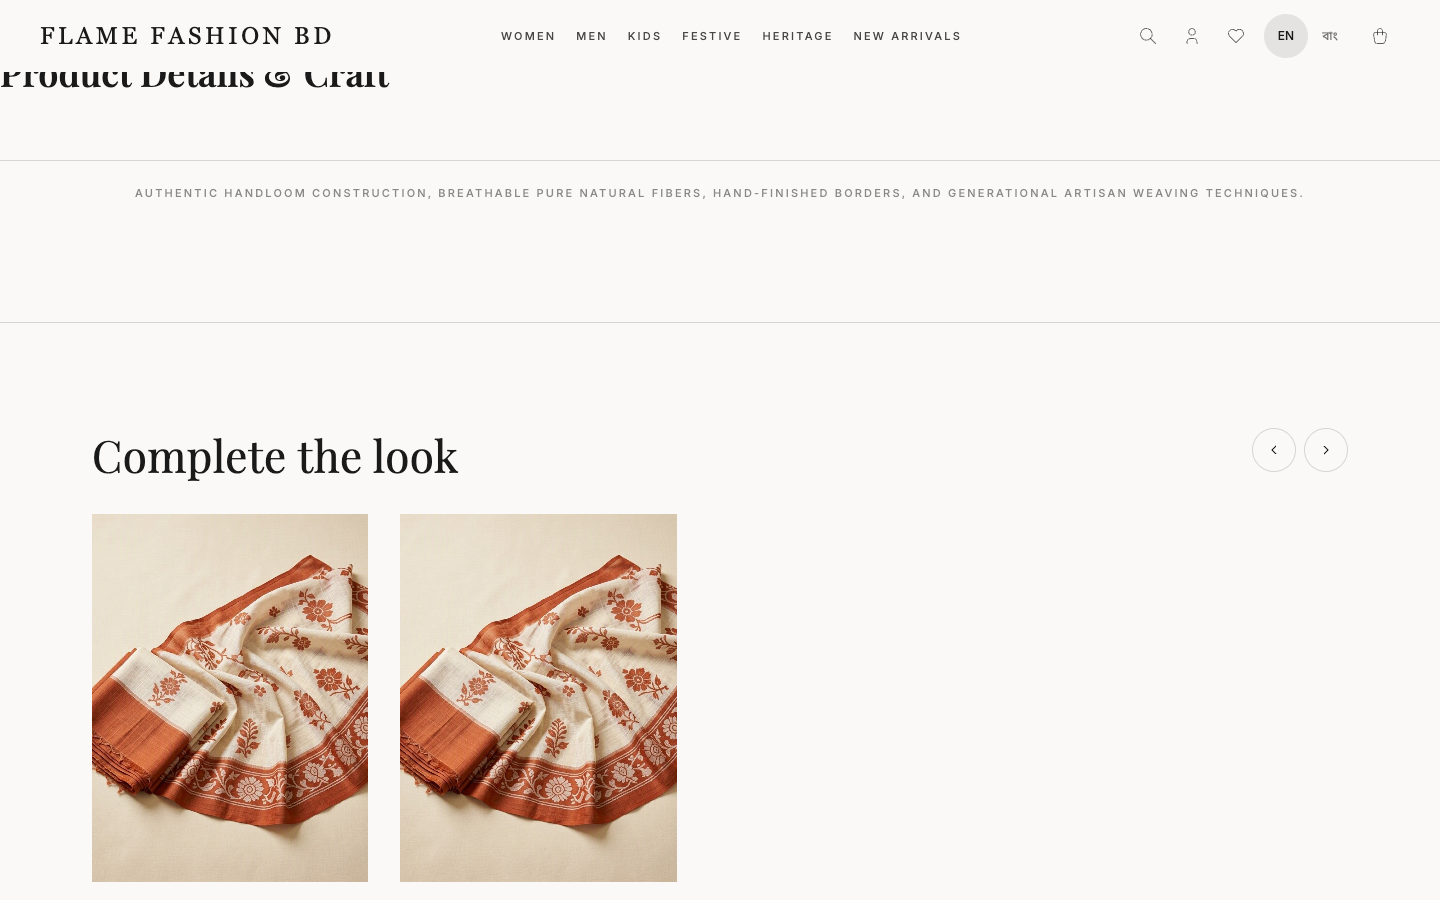 FLAME FASHION BD
WOMEN MEN KIDS FESTIVE HERITAGE NEW ARRIVALS
EN বাং
Product Details & Craft
AUTHENTIC HANDLOOM CONSTRUCTION, BREATHABLE PURE NATURAL FIBERS, HAND-FINISHED BORDERS, AND GENERATIONAL ARTISAN WEAVING TECHNIQUES.
Complete the look